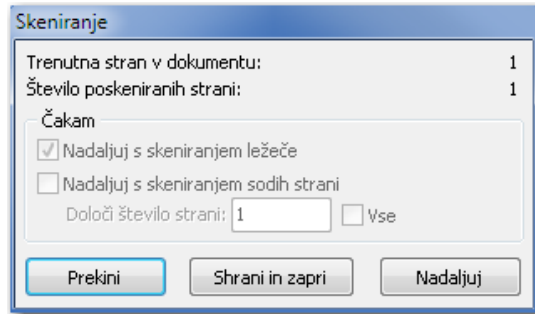 Skeniranje
Trenutna stran v dokumentu: 1
Število poskeniranih strani: 1
Čakam
Nadaljuj s skeniranjem ležeče
Nadaljuj s skeniranjem sodih strani
Določi število strani: 1 Vse
Prekini Shrani in zapri Nadaljuj